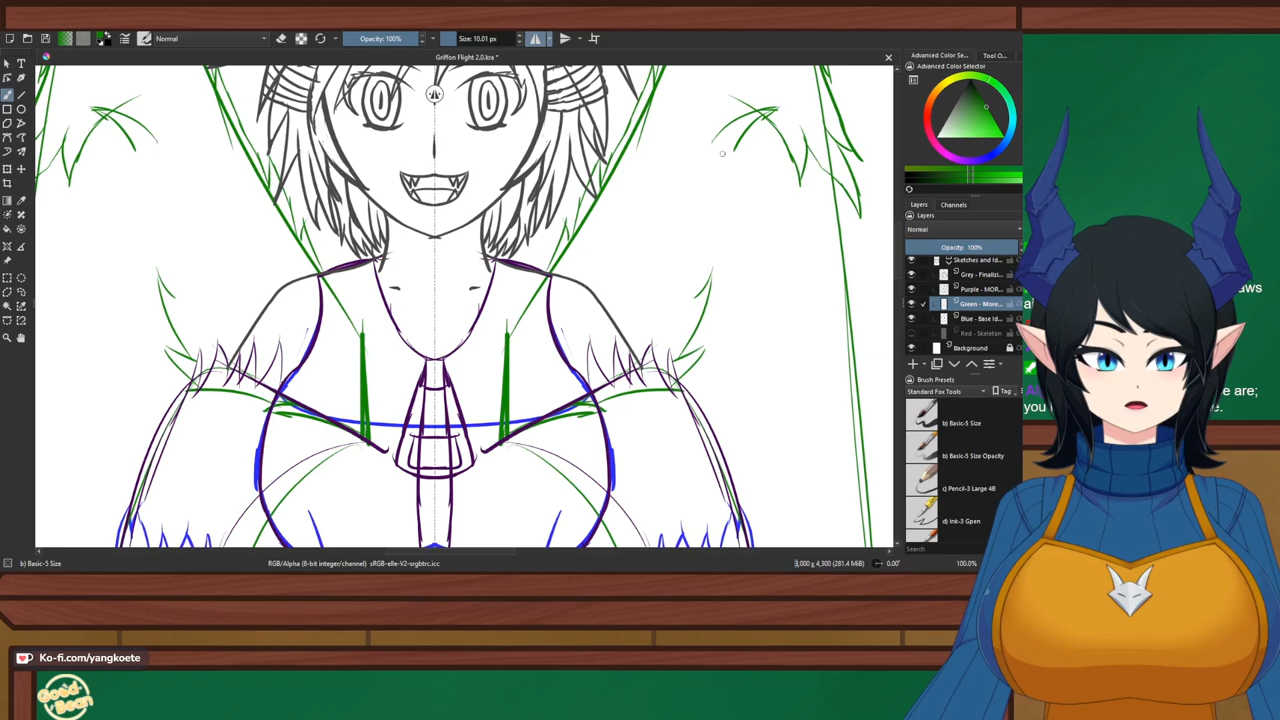 Normal
Opacity: 100%
Size: 10.01 px
Griffon Flight 2.0.kra *
Advanced Color Se...
Tool O...
Advanced Color Selector
Layers
Channels
Layers
Normal
Opacity: 100%
Sketches and Id...
Grey - Finalizi...
Purple - MOR...
Green - More...
Blue - Base Id...
Red - Skeleton
Background
Brush Presets
Standard Fox Tools
Tag
b) Basic-5 Size
b) Basic-5 Size Opacity
c) Pencil-3 Large 4B
d) Ink-3 Gpen
Search
b) Basic-5 Size
RGB/Alpha (8-bit integer/channel) sRGB-elle-V2-srgbtrc.icc
3,000 x 4,300 (281.4 MiB)
0.00°
100.0%
Ko-fi.com/yangkoete
Good
Bean